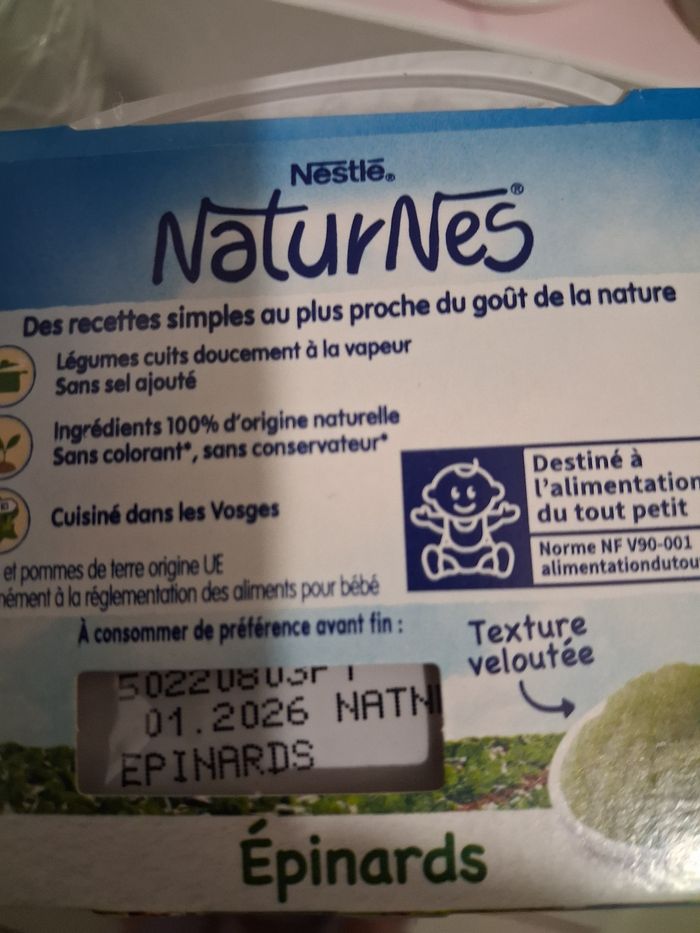 Nestlé®
NaturNes®
Des recettes simples au plus proche du goût de la nature
Légumes cuits doucement à la vapeur
Sans sel ajouté
Ingrédients 100% d'origine naturelle
Sans colorant*, sans conservateur*
Cuisiné dans les Vosges
et pommes de terre origine UE
à la réglementation des aliments pour bébé
Destiné à
l'alimentation
du tout petit
Norme NF V90-001
À consommer de préférence avant fin :
01.2026 NATN
EPINARDS
Texture
veloutée
Épinards